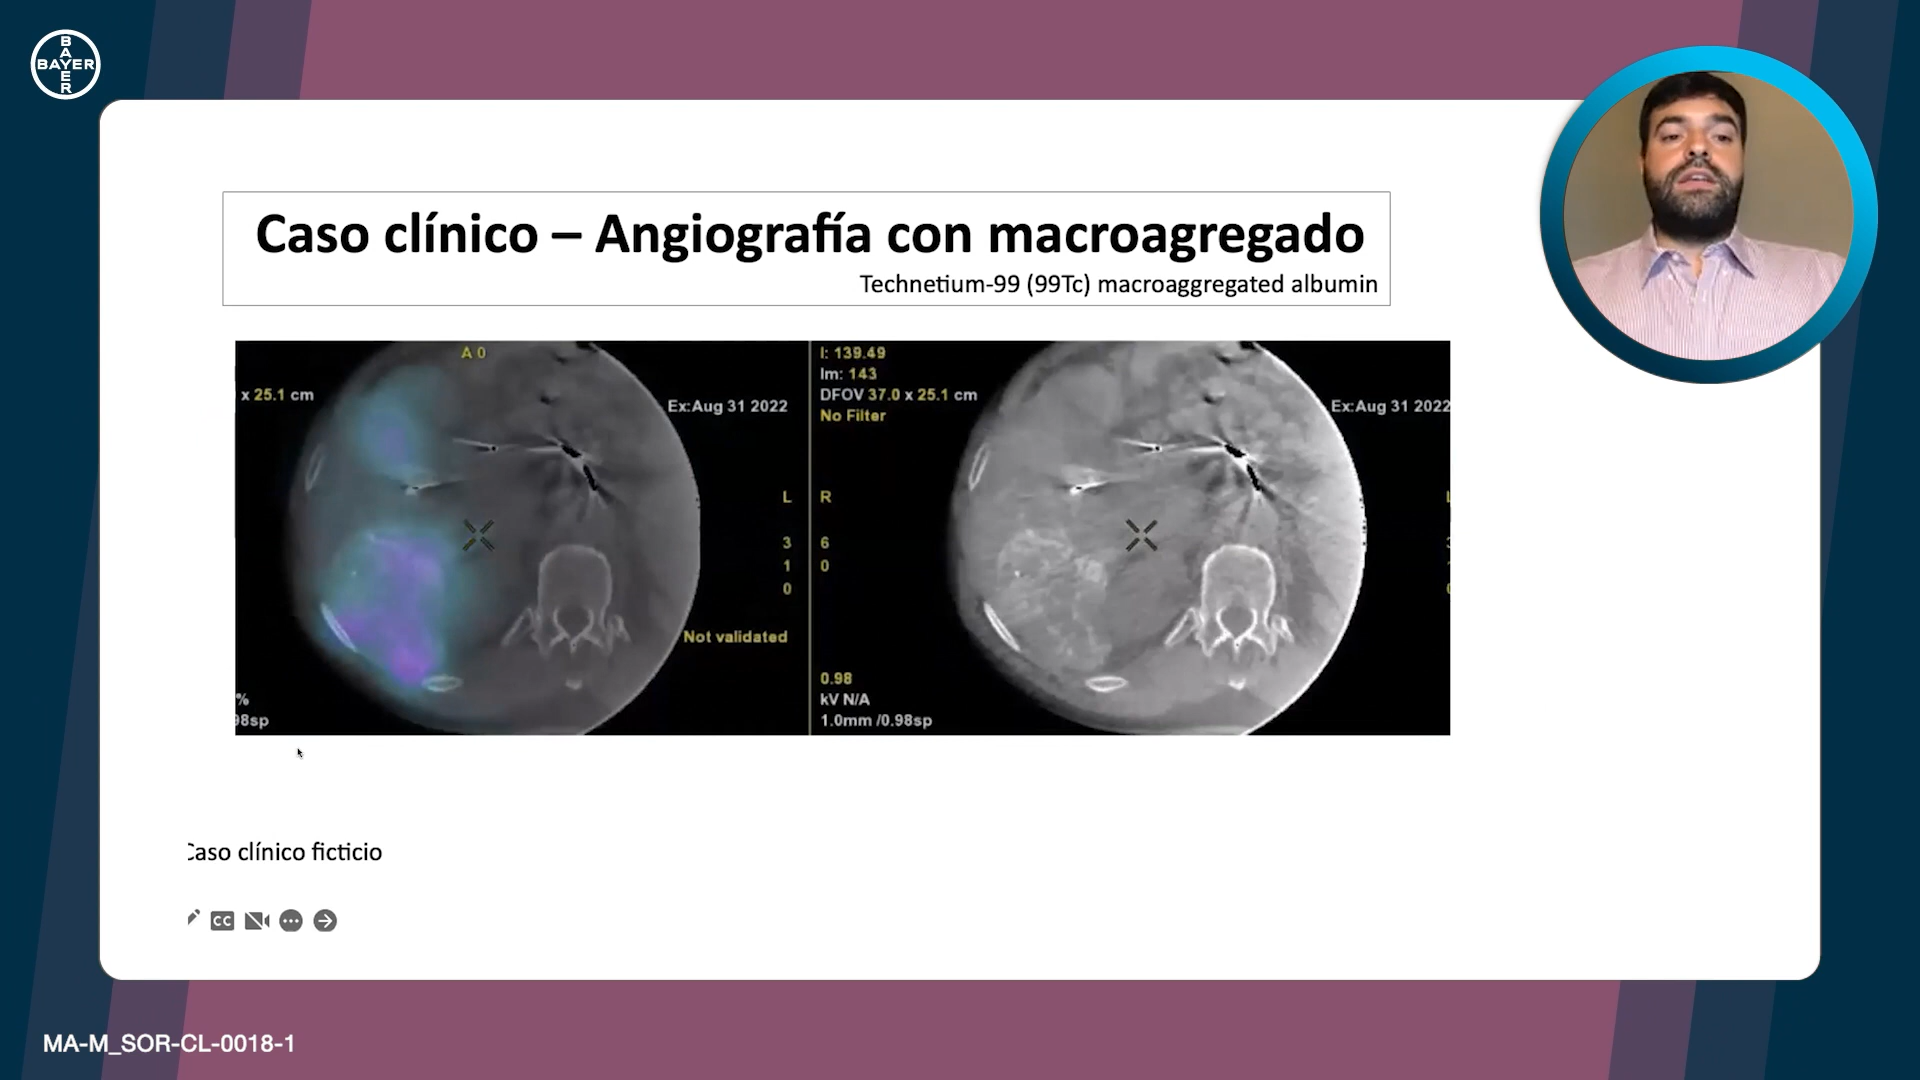 BAYER
BAYER
Caso clínico – Angiografía con macroagregado
Technetium-99 (99Tc) macroaggregated albumin
A 0
x 25.1 cm
Ex:Aug 31 2022
L
3
1
0
Not validated
%
98sp
I: 139.49
Im: 143
DFOV 37.0 x 25.1 cm
No Filter
Ex:Aug 31 2022
R
6
0
0.98
kV N/A
1.0mm /0.98sp
Caso clínico ficticio
CC
MA-M_SOR-CL-0018-1